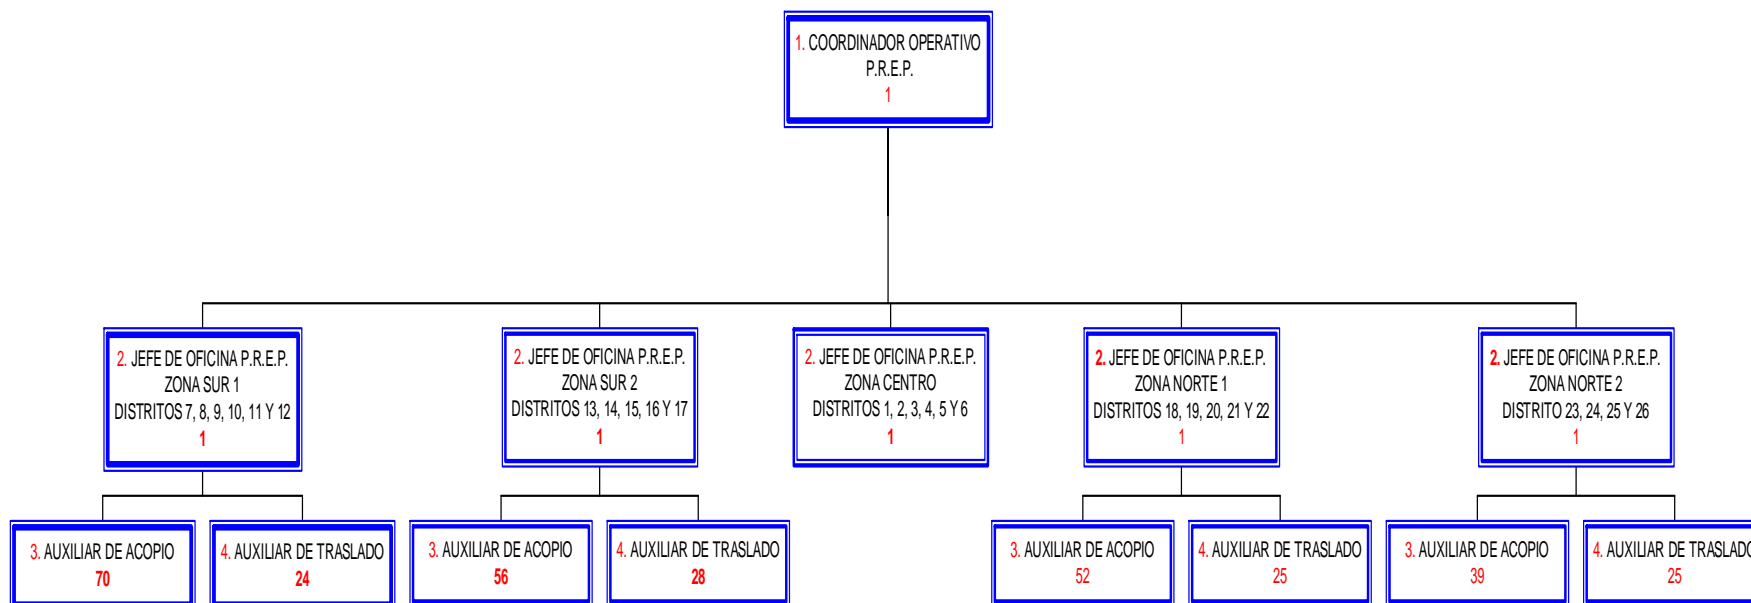 1. COORDINADOR OPERATIVO
P.R.E.P.
1
2. JEFE DE OFICINA P.R.E.P.
ZONA SUR 1
DISTRITOS 7, 8, 9, 10, 11 Y 12
1
2. JEFE DE OFICINA P.R.E.P.
ZONA SUR 2
DISTRITOS 13, 14, 15, 16 Y 17
1
2. JEFE DE OFICINA P.R.E.P.
ZONA CENTRO
DISTRITOS 1, 2, 3, 4, 5 Y 6
1
2. JEFE DE OFICINA P.R.E.P.
ZONA NORTE 1
DISTRITOS 18, 19, 20, 21 Y 22
1
2. JEFE DE OFICINA P.R.E.P.
ZONA NORTE 2
DISTRITO 23, 24, 25 Y 26
1
3. AUXILIAR DE ACOPIO
70
4. AUXILIAR DE TRASLADO
24
3. AUXILIAR DE ACOPIO
56
4. AUXILIAR DE TRASLADO
28
3. AUXILIAR DE ACOPIO
52
4. AUXILIAR DE TRASLADO
25
3. AUXILIAR DE ACOPIO
39
4. AUXILIAR DE TRASLADO
25